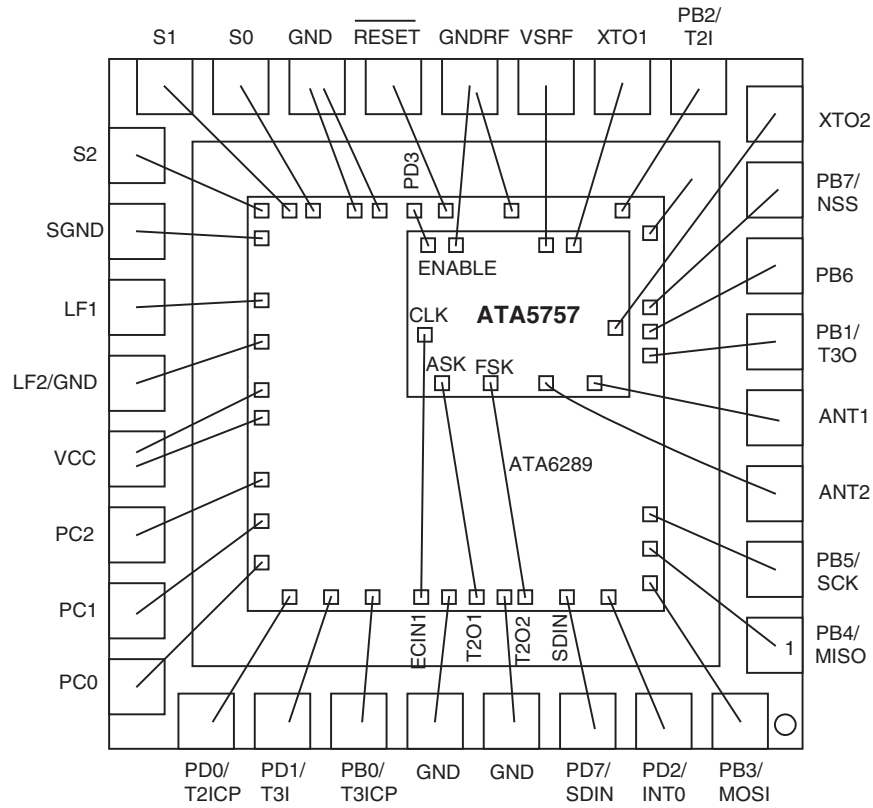 PB2/
T2I
S1
S0
GND
RESET
GNDRF
VSRF
XTO1
XTO2
S2
PD3
PB7/
NSS
SGND
ENABLE
PB6
LF1
CLK
ATA5757
PB1/
T3O
ASK
FSK
LF2/GND
ANT1
VCC
ATA6289
ANT2
PC2
PB5/
SCK
PC1
ECIN1
T2O1
T2O2
SDIN
1
PB4/
MISO
PC0
PD0/
T2ICP
PD1/
T3I
PB0/
T3ICP
GND
GND
PD7/
SDIN
PD2/
INT0
PB3/
MOSI